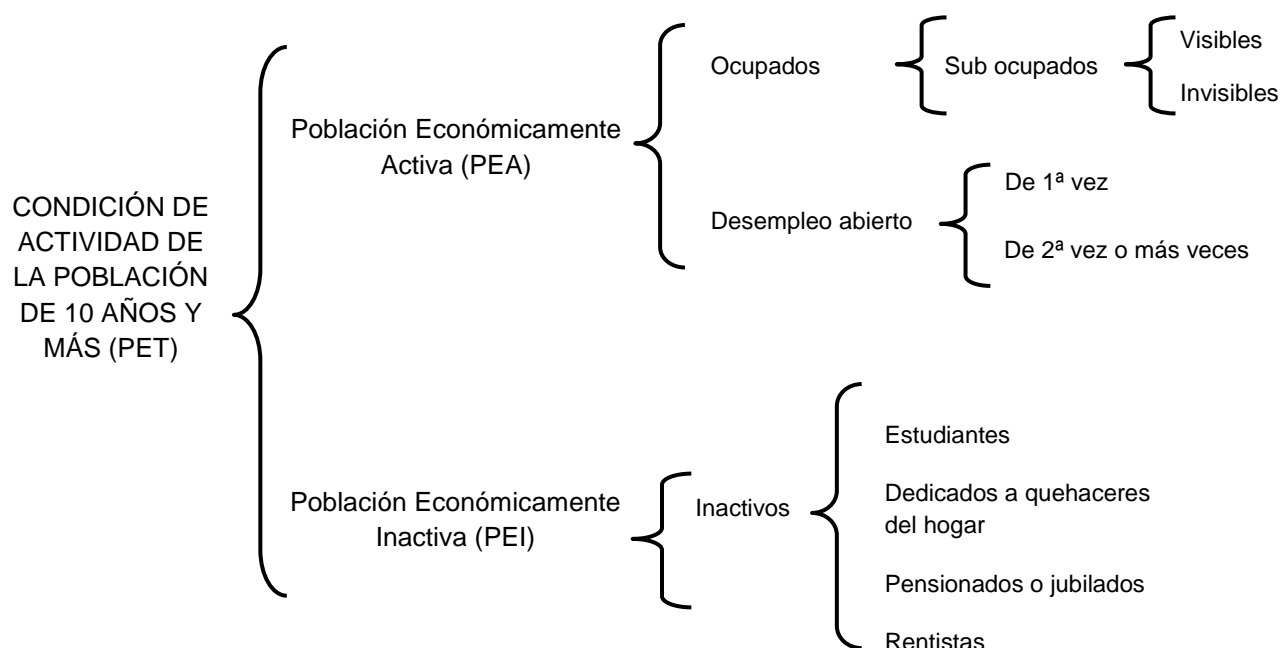 CONDICIÓN DE
ACTIVIDAD DE
LA POBLACIÓN
DE 10 AÑOS Y
MÁS (PET)
Población Económicamente
Activa (PEA)
Ocupados
Sub ocupados
Visibles
Invisibles
Desempleo abierto
De 1ª vez
De 2ª vez o más veces
Población Económicamente
Inactiva (PEI)
Inactivos
Estudiantes
Dedicados a quehaceres
del hogar
Pensionados o jubilados
Rentistas